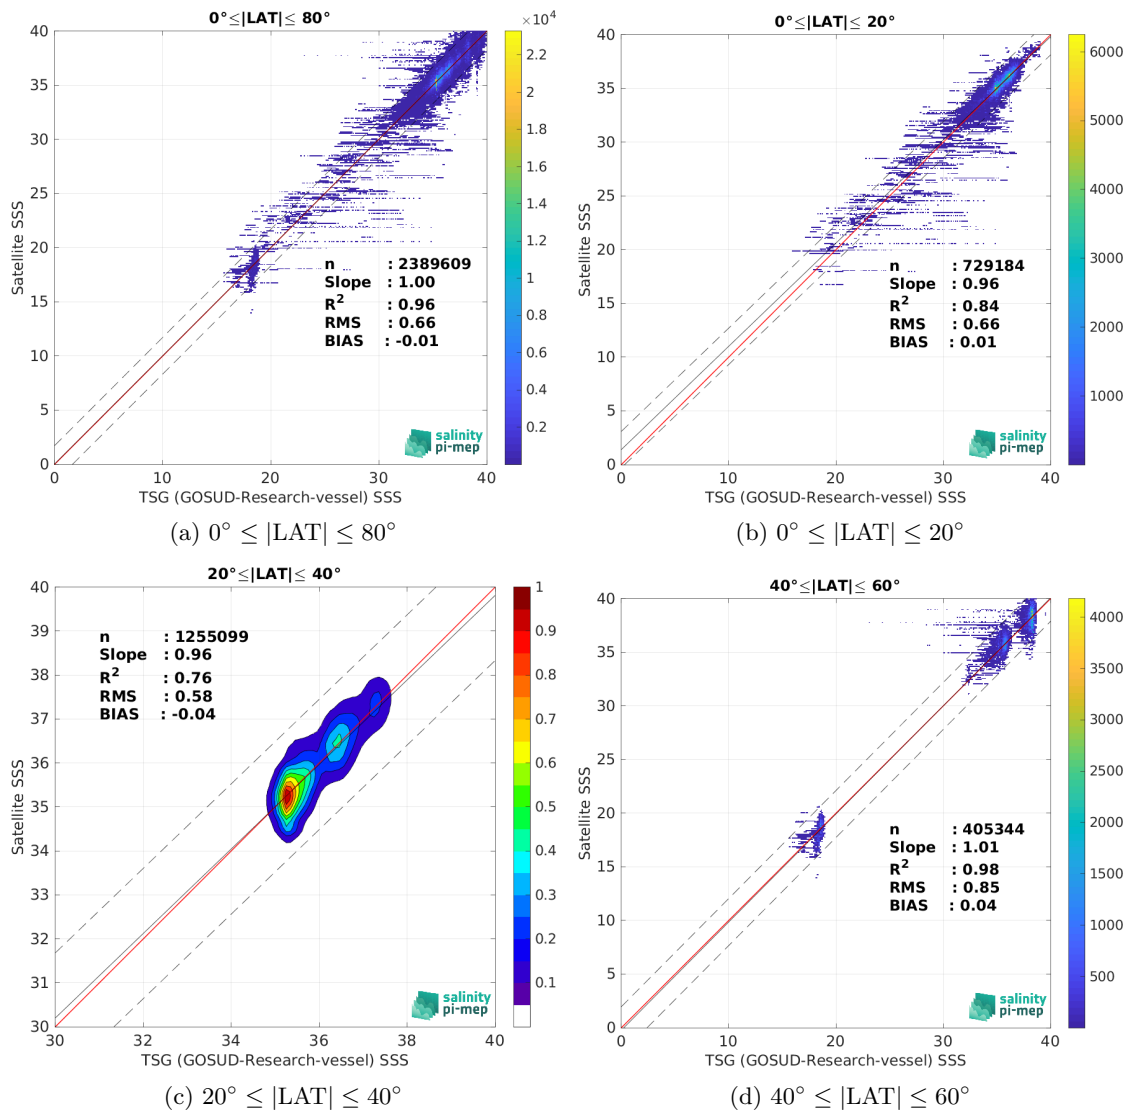 0°≤|LAT|≤ 80°
×10⁴
40
35
30
25
20
15
10
5
0
0 10 20 30 40
Satellite SSS
TSG (GOSUD-Research-vessel) SSS
n : 2389609
Slope : 1.00
R² : 0.96
RMS : 0.66
BIAS : -0.01
salinity
pi-mep
2.2
2
1.8
1.6
1.4
1.2
1
0.8
0.6
0.4
0.2
(a) 0° ≤ |LAT| ≤ 80°
0°≤|LAT|≤ 20°
40
35
30
25
20
15
10
5
0
0 10 20 30 40
Satellite SSS
TSG (GOSUD-Research-vessel) SSS
n : 729184
Slope : 0.96
R² : 0.84
RMS : 0.66
BIAS : 0.01
salinity
pi-mep
6000
5000
4000
3000
2000
1000
(b) 0° ≤ |LAT| ≤ 20°
20°≤|LAT|≤ 40°
40
39
38
37
36
35
34
33
32
31
30
30 32 34 36 38 40
Satellite SSS
TSG (GOSUD-Research-vessel) SSS
n : 1255099
Slope : 0.96
R² : 0.76
RMS : 0.58
BIAS : -0.04
salinity
pi-mep
1
0.9
0.8
0.7
0.6
0.5
0.4
0.3
0.2
0.1
(c) 20° ≤ |LAT| ≤ 40°
40°≤|LAT|≤ 60°
40
35
30
25
20
15
10
5
0
0 10 20 30 40
Satellite SSS
TSG (GOSUD-Research-vessel) SSS
n : 405344
Slope : 1.01
R² : 0.98
RMS : 0.85
BIAS : 0.04
salinity
pi-mep
4000
3500
3000
2500
2000
1500
1000
500
(d) 40° ≤ |LAT| ≤ 60°